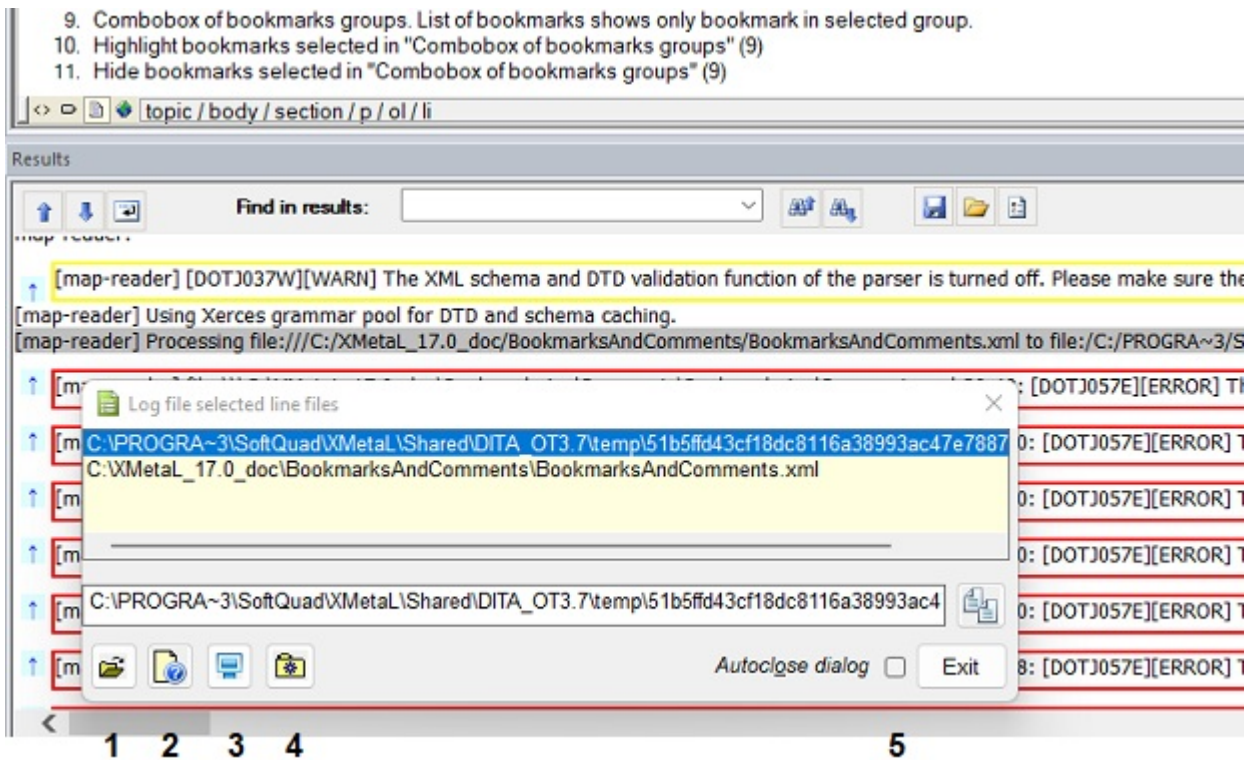 9. Combobox of bookmarks groups. List of bookmarks shows only bookmark in selected group.
10. Highlight bookmarks selected in "Combobox of bookmarks groups" (9)
11. Hide bookmarks selected in "Combobox of bookmarks groups" (9)
topic / body / section / p / ol / li
Results
Find in results:
map-reader:
[map-reader] [DOTJ037W][WARN] The XML schema and DTD validation function of the parser is turned off. Please make sure the
[map-reader] Using Xerces grammar pool for DTD and schema caching.
[map-reader] Processing file:///C:/XMetaL_17.0_doc/BookmarksAndComments/BookmarksAndComments.xml to file:/C:/PROGRA~3/S
: [DOTJ057E][ERROR] Th
Log file selected line files
C:\PROGRA~3\SoftQuad\XMetaL\Shared\DITA_OT3.7\temp\51b5ffd43cf18dc8116a38993ac47e7887
[m 0: [DOTJ057E][ERROR] T
C:\XMetaL_17.0_doc\BookmarksAndComments\BookmarksAndComments.xml
[m 0: [DOTJ057E][ERROR] T
[m 0: [DOTJ057E][ERROR] T
C:\PROGRA~3\SoftQuad\XMetaL\Shared\DITA_OT3.7\temp\51b5ffd43cf18dc8116a38993ac4
[m 0: [DOTJ057E][ERROR] T
[m Autoclose dialog Exit 8: [DOTJ057E][ERROR] T
1 2 3 4 5